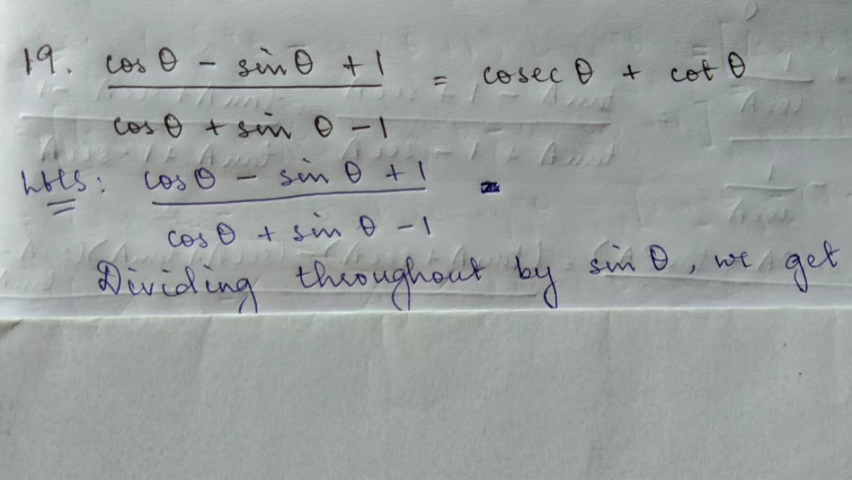 19. cos θ - sin θ + 1 = cosec θ + cot θ
cos θ + sin θ - 1
LHS: cos θ - sin θ + 1
cos θ + sin θ - 1
Dividing throughout by sin θ, we get